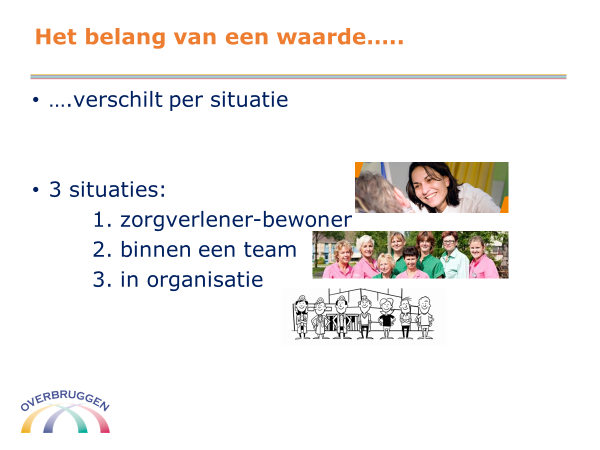 Het belang van een waarde…..
• ….verschilt per situatie
• 3 situaties:
1. zorgverlener-bewoner
2. binnen een team
3. in organisatie
OVERBRUGGEN